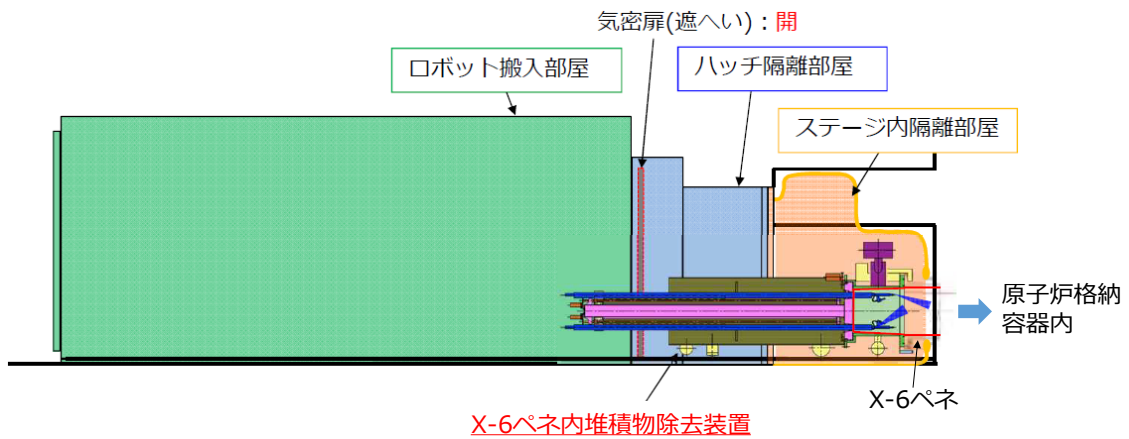 気密扉(遮へい)：開
ロボット搬入部屋
ハッチ隔離部屋
ステージ内隔離部屋
原子炉格納
容器内
X-6ペネ
X-6ペネ内堆積物除去装置